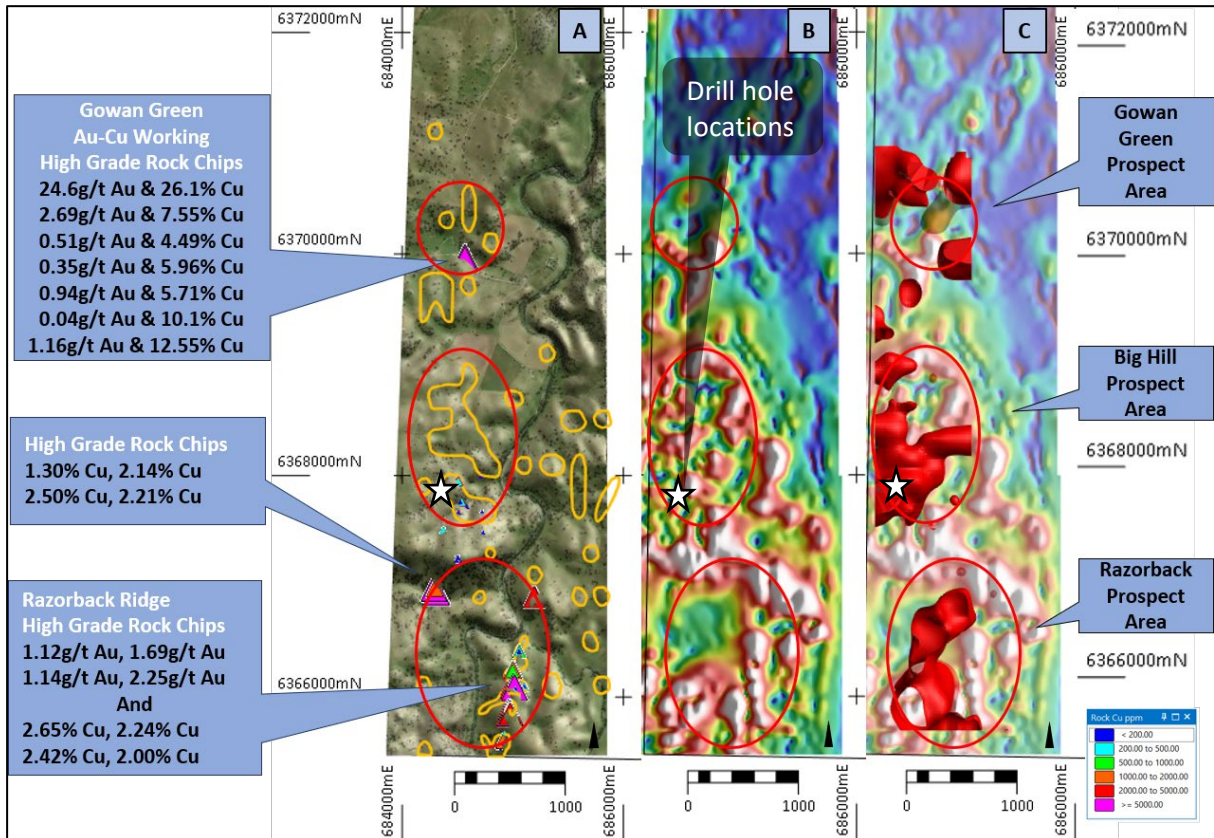 A
B
C
6372000mN
6372000mN
684000mE
686000mE
686000mE
Drill hole
locations
Gowan Green
Au-Cu Working
High Grade Rock Chips
24.6g/t Au & 26.1% Cu
2.69g/t Au & 7.55% Cu
0.51g/t Au & 4.49% Cu
0.35g/t Au & 5.96% Cu
0.94g/t Au & 5.71% Cu
0.04g/t Au & 10.1% Cu
1.16g/t Au & 12.55% Cu
Gowan
Green
Prospect
Area
6370000mN
6370000mN
Big Hill
Prospect
Area
High Grade Rock Chips
1.30% Cu, 2.14% Cu
2.50% Cu, 2.21% Cu
6368000mN
6368000mN
Razorback
Prospect
Area
Razorback Ridge
High Grade Rock Chips
1.12g/t Au, 1.69g/t Au
1.14g/t Au, 2.25g/t Au
And
2.65% Cu, 2.24% Cu
2.42% Cu, 2.00% Cu
6366000mN
6366000mN
Rock Cu ppm
< 200.00
200.00 to 500.00
500.00 to 1000.00
1000.00 to 2000.00
2000.00 to 5000.00
>= 5000.00
684000mE
0 1000
686000mE
0 1000
0 1000
686000mE